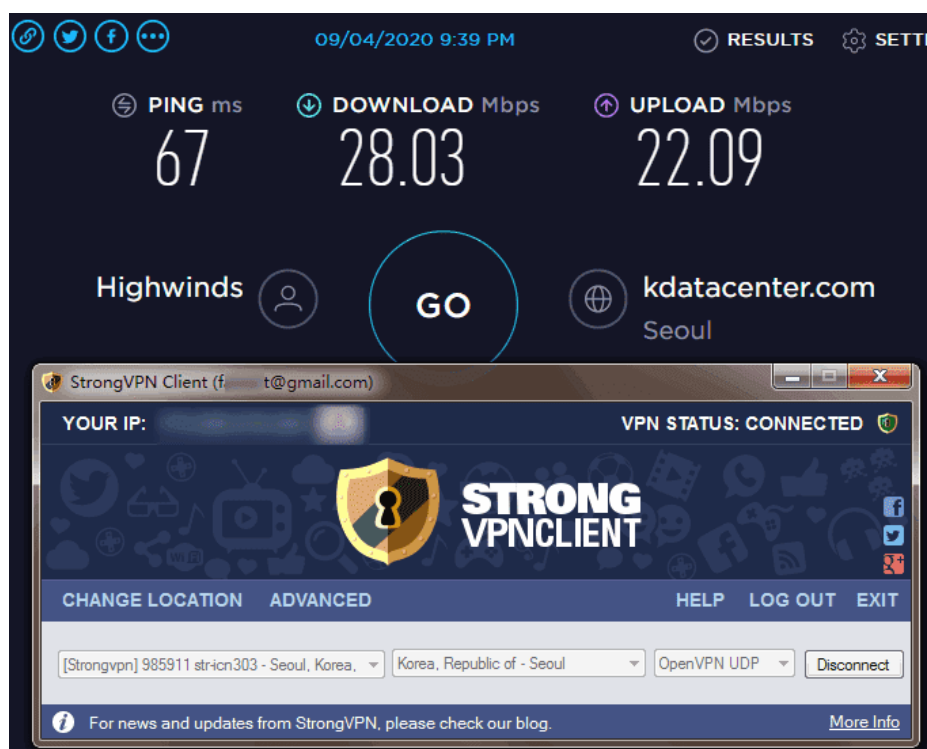 09/04/2020 9:39 PM RESULTS SETTI
PING ms DOWNLOAD Mbps UPLOAD Mbps
67 28.03 22.09
Highwinds GO kdatacenter.com
Seoul
StrongVPN Client (f t@gmail.com)
YOUR IP: VPN STATUS: CONNECTED
STRONG
VPNCLIENT
CHANGE LOCATION ADVANCED HELP LOG OUT EXIT
[Strongvpn] 985911 str-icn303 - Seoul, Korea, Korea, Republic of - Seoul OpenVPN UDP Disconnect
For news and updates from StrongVPN, please check our blog. More Info